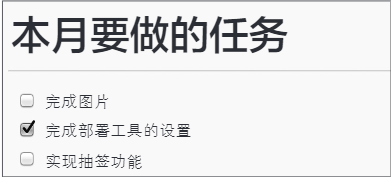 本月要做的任务
完成图片
完成部署工具的设置
实现抽签功能